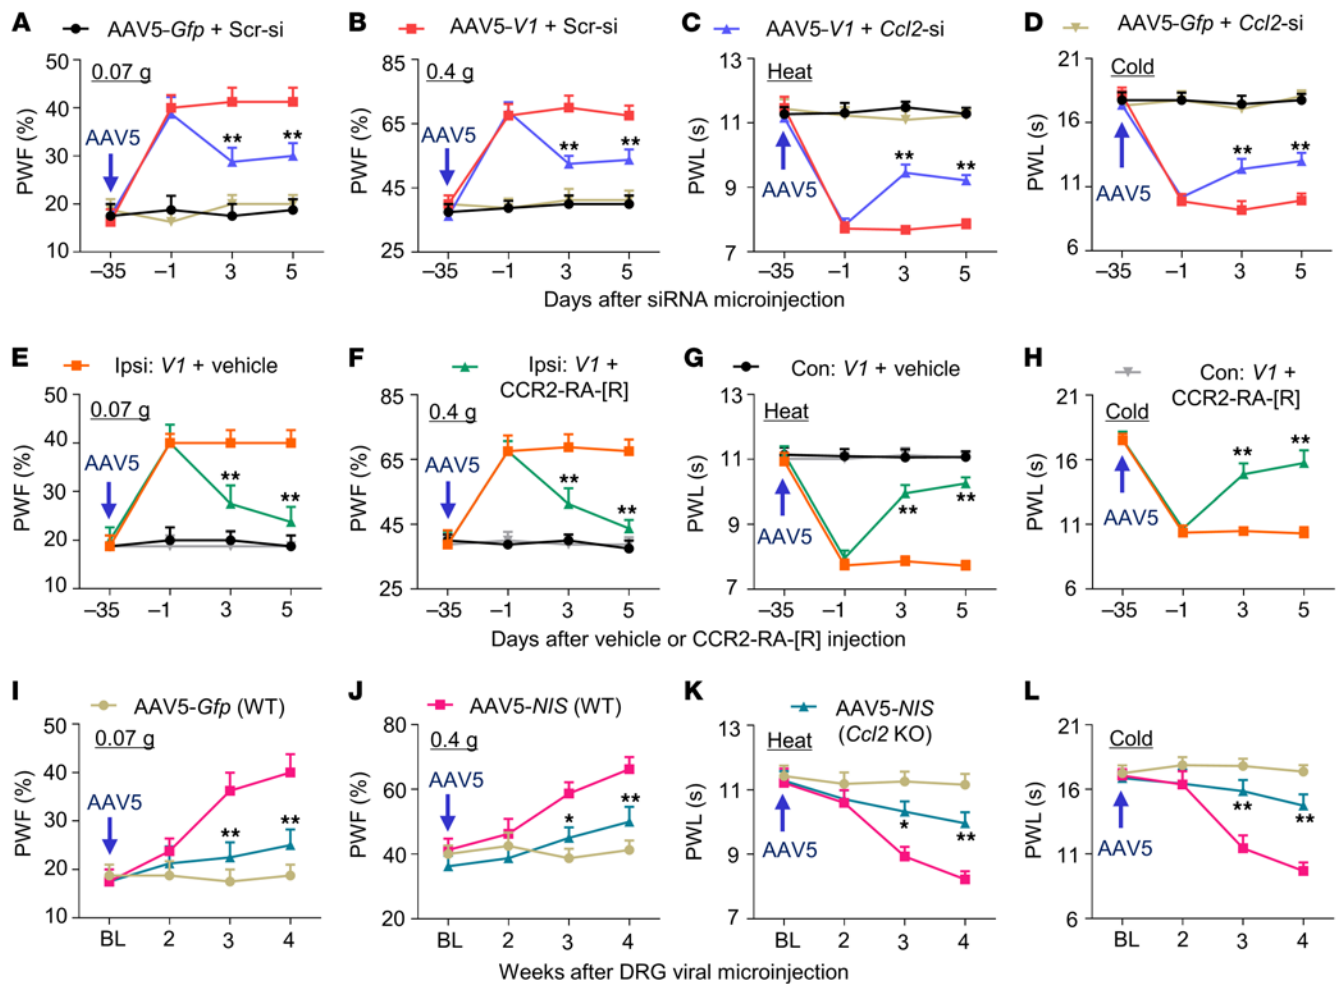 A AAV5-Gfp + Scr-si
B AAV5-V1 + Scr-si
C AAV5-V1 + Ccl2-si
D AAV5-Gfp + Ccl2-si
50
40
30
20
10
PWF (%)
0.07 g
AAV5
**
**
–35 –1 3 5
85
65
45
25
PWF (%)
0.4 g
AAV5
**
**
–35 –1 3 5
13
11
9
7
PWL (s)
Heat
AAV5
**
**
–35 –1 3 5
21
16
11
6
PWL (s)
Cold
AAV5
**
**
–35 –1 3 5
Days after siRNA microinjection
E Ipsi: V1 + vehicle
F Ipsi: V1 +
CCR2-RA-[R]
G Con: V1 + vehicle
H Con: V1 +
CCR2-RA-[R]
50
40
30
20
10
PWF (%)
0.07 g
AAV5
**
**
–35 –1 3 5
85
65
45
25
PWF (%)
0.4 g
AAV5
**
**
–35 –1 3 5
13
11
9
7
PWL (s)
Heat
AAV5
**
**
–35 –1 3 5
21
16
11
6
PWL (s)
Cold
AAV5
**
**
–35 –1 3 5
Days after vehicle or CCR2-RA-[R] injection
I AAV5-Gfp (WT)
J AAV5-NIS (WT)
K AAV5-NIS
(Ccl2 KO)
L
50
40
30
20
10
PWF (%)
0.07 g
AAV5
**
**
BL 2 3 4
80
60
40
20
PWF (%)
0.4 g
AAV5
*
**
BL 2 3 4
13
11
9
7
PWL (s)
Heat
AAV5
*
**
BL 2 3 4
21
16
11
6
PWL (s)
Cold
AAV5
**
**
BL 2 3 4
Weeks after DRG viral microinjection